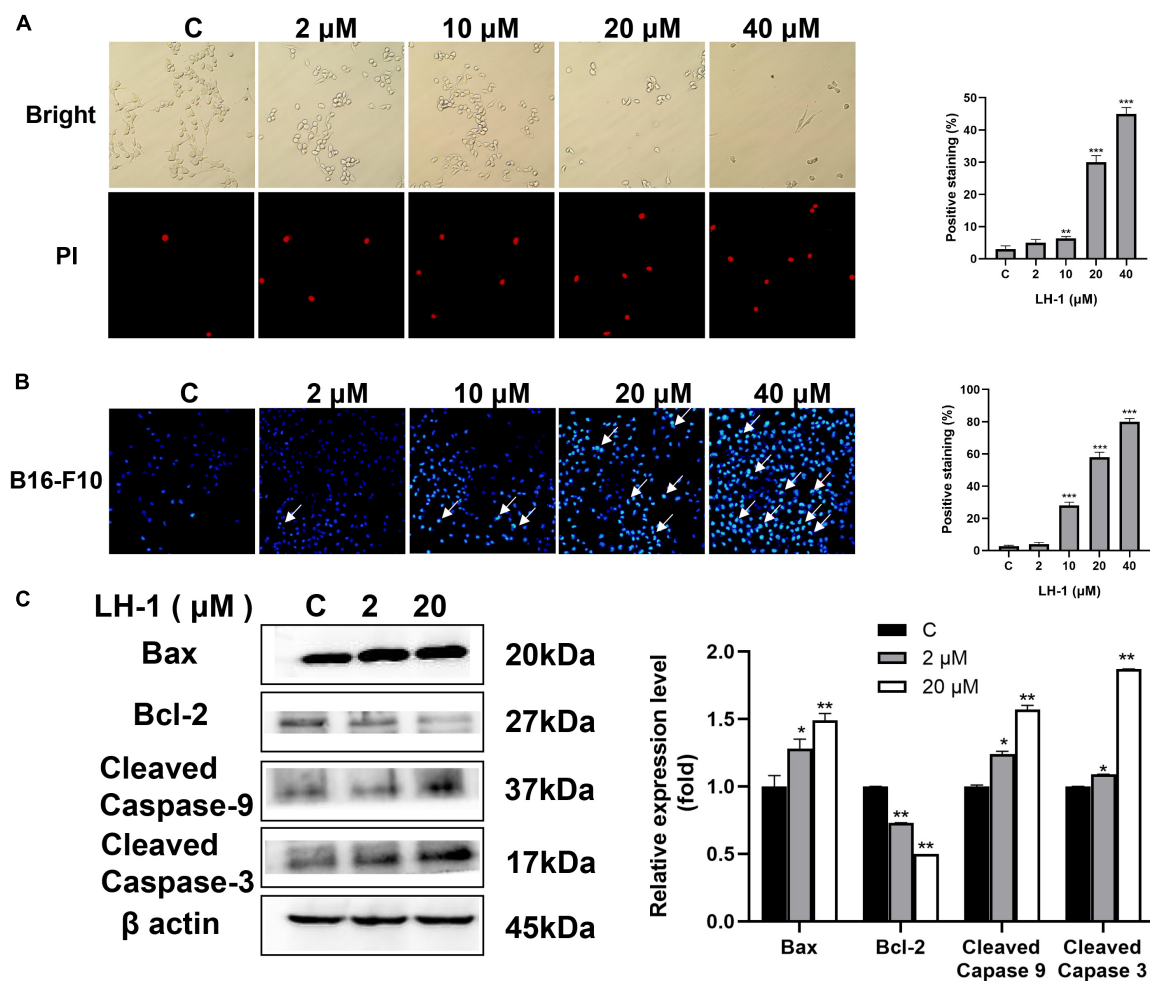 A
C 2 µM 10 µM 20 µM 40 µM
Bright
PI
Positive staining (%)
50
40
30
20
10
0
** *** ***
C 2 10 20 40
LH-1 (µM)
B
C 2 µM 10 µM 20 µM 40 µM
B16-F10
Positive staining (%)
100
80
60
40
20
0
*** *** ***
C 2 10 20 40
LH-1 (µM)
C
LH-1 ( µM ) C 2 20
Bax 20kDa
Bcl-2 27kDa
Cleaved
Caspase-9 37kDa
Cleaved
Caspase-3 17kDa
β actin 45kDa
C
2 µM
20 µM
Relative expression level
(fold)
2.0
1.5
1.0
0.5
0.0
* ** ** ** * ** * **
Bax Bcl-2 Cleaved Cleaved
Capase 9 Capase 3